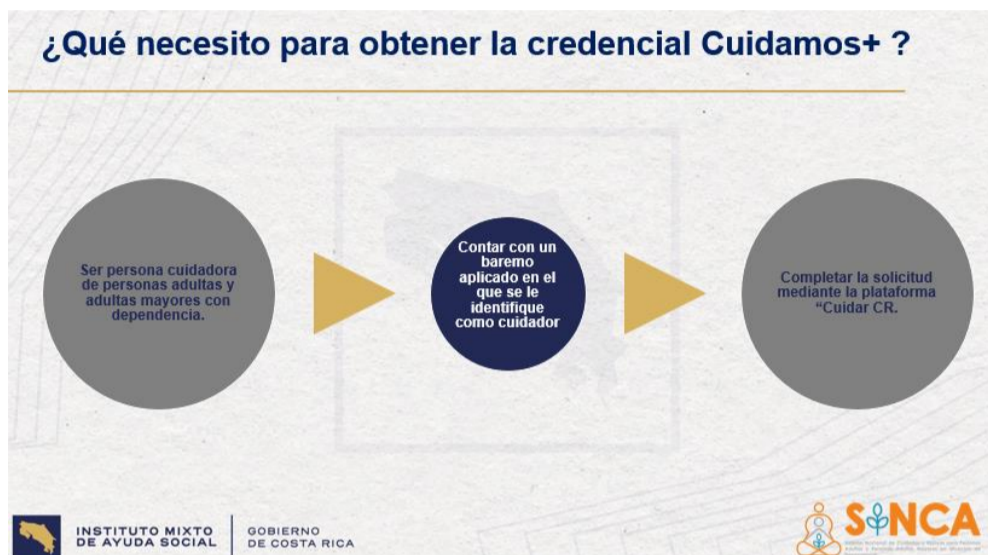 ¿Qué necesito para obtener la credencial Cuidamos+ ?
Ser persona cuidadora
de personas adultas y
adultas mayores con
dependencia.
Contar con un
baremo
aplicado en el
que se le
identifique
como cuidador
Completar la solicitud
mediante la plataforma
“Cuidar CR.
INSTITUTO MIXTO
DE AYUDA SOCIAL
GOBIERNO
DE COSTA RICA
SINCA